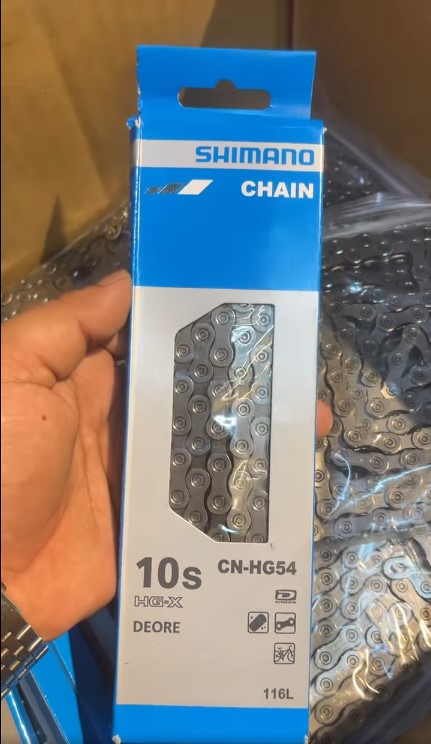 SHIMANO
CHAIN
10s
CN-HG54
HG-X
DEORE
116L